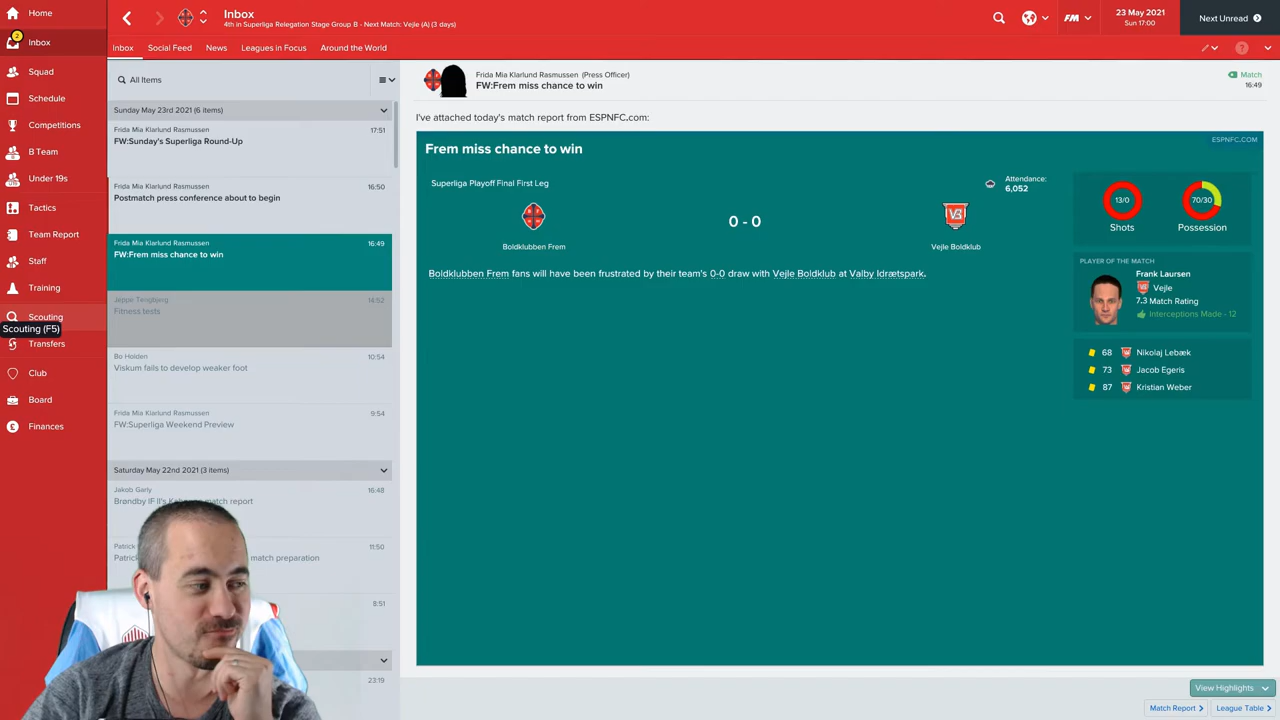 Home
2
Inbox
Squad
Schedule
Competitions
B Team
Under 19s
Tactics
Team Report
Staff
Training
Scouting
Scouting (F5)
Transfers
Club
Board
Finances
Inbox
4th in Superliga Relegation Stage Group B - Next Match: Vejle (A) (3 days)
FM
23 May 2021
Sun 17:00
Next Unread
Inbox
Social Feed
News
Leagues in Focus
Around the World
?
All Items
Sunday May 23rd 2021 (6 items)
Frida Mia Klarlund Rasmussen
17:51
FW:Sunday's Superliga Round-Up
Frida Mia Klarlund Rasmussen
16:50
Postmatch press conference about to begin
Frida Mia Klarlund Rasmussen
16:49
FW:Frem miss chance to win
Jeppe Tengbjerg
14:52
Fitness tests
Bo Holden
10:54
Viskum fails to develop weaker foot
Frida Mia Klarlund Rasmussen
9:54
FW:Superliga Weekend Preview
Saturday May 22nd 2021 (3 items)
Jakob Garly
16:48
Brøndby IF II's match report
Patrick
11:50
match preparation
8:51
23:19
Frida Mia Klarlund Rasmussen (Press Officer)
FW:Frem miss chance to win
Match
16:49
I've attached today's match report from ESPNFC.com:
Frem miss chance to win
ESPNFC.COM
Superliga Playoff Final First Leg
Attendance:
6,052
0 - 0
VB
Boldklubben Frem
Vejle Boldklub
Boldklubben Frem fans will have been frustrated by their team's 0-0 draw with Vejle Boldklub at Valby Idrætspark.
13/0
70/30
Shots
Possession
PLAYER OF THE MATCH
Frank Laursen
Vejle
7.3 Match Rating
Interceptions Made - 12
68 Nikolaj Lebæk
73 Jacob Egeris
87 Kristian Weber
View Highlights
Match Report
League Table